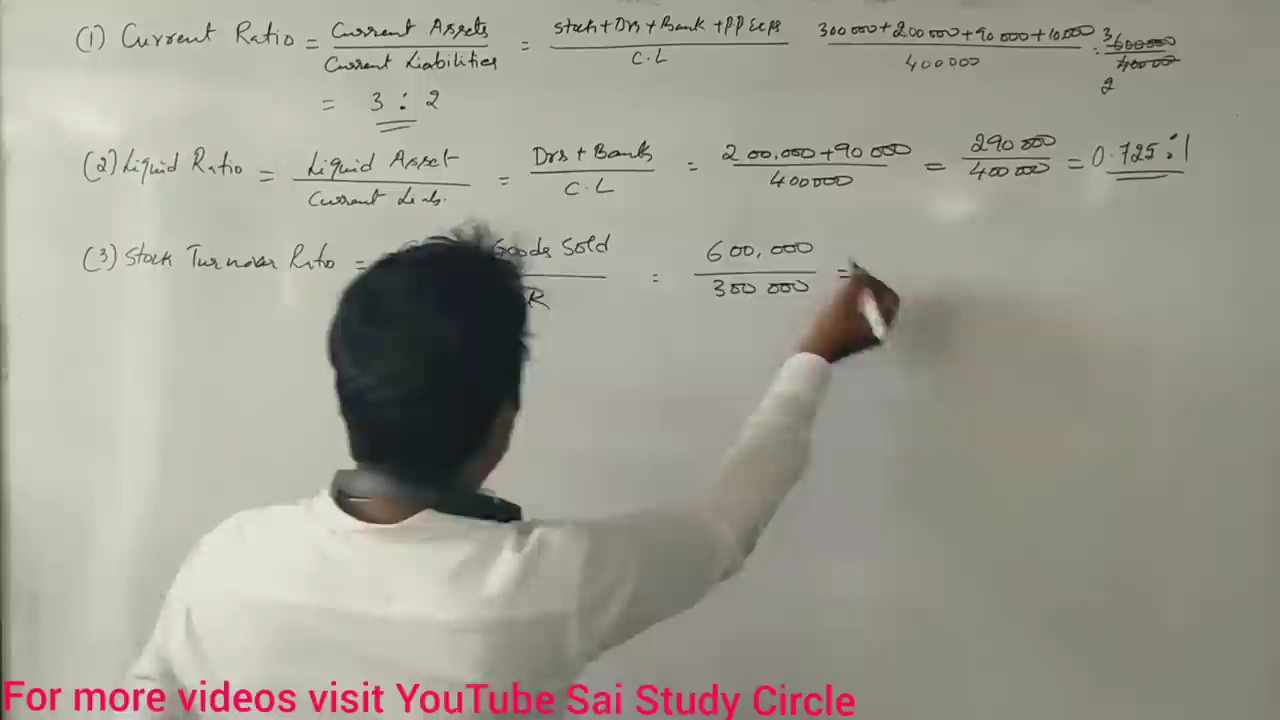 (1) Current Ratio = Current Assets / Current Liabilities = Stock + Drs + Bank + PP Exps / C.L 300000 + 200000 + 90000 + 10000 / 400000 = 3 600000 / 400000 2
= 3 : 2
(2) Liquid Ratio = Liquid Asset / Current Liab. = Drs + Bank / C.L = 200,000 + 90000 / 400000 = 290000 / 400000 = 0.725 : 1
(3) Stock Turnover Ratio = Goods Sold / = 600,000 / 300000 =
For more videos visit YouTube Sai Study Circle